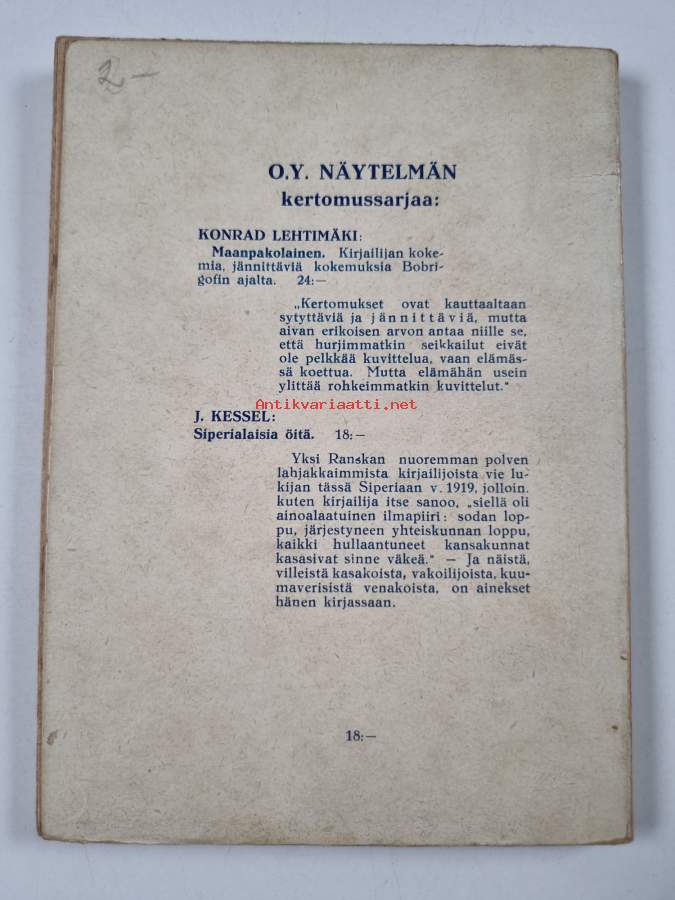 2–
O.Y. NÄYTELMÄN
kertomussarjaa:
KONRAD LEHTIMÄKI:
Maanpakolainen. Kirjailijan koke-
mia, jännittäviä kokemuksia Bobri-
gofin ajalta. 24:—
„Kertomukset ovat kauttaaltaan
sytyttäviä ja jännittäviä, mutta
aivan erikoisen arvon antaa niille se,
että hurjimmatkin seikkailut eivät
ole pelkkää kuvittelua, vaan elämäs-
sä koettua. Mutta elämähän usein
ylittää rohkeimmatkin kuvittelut.“
Antikvariaatti.net
J. KESSEL:
Siperialaisia öitä. 18:—
Yksi Ranskan nuoremman polven
lahjakkaimmista kirjailijoista vie lu-
kijan tässä Siperiaan v. 1919, jolloin.
kuten kirjailija itse sanoo, „siellä oli
ainoalaatuinen ilmapiiri: sodan lop-
pu, järjestyneen yhteiskunnan loppu,
kaikki hullaantuneet kansakunnat
kasasivat sinne väkeä.“ — Ja näistä,
villeistä kasakoista, vakoilijoista, kuu-
maverisistä venakoista, on ainekset
hänen kirjassaan.
18:—